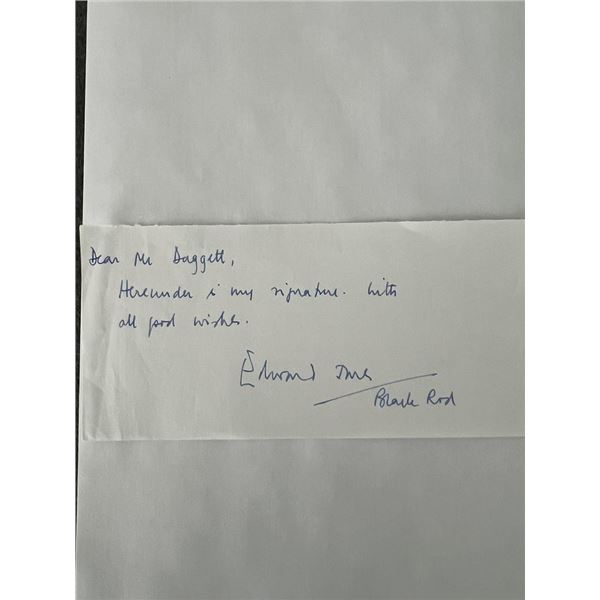 Dear Mr Daggett,
Hereunder is my signature. With
all good wishes.
Edward Jones
Black Rod